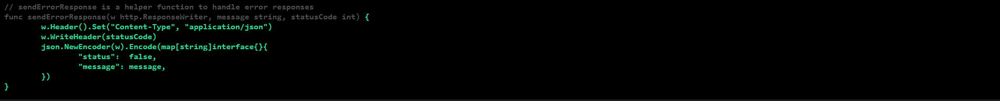 // sendErrorResponse is a helper function to handle error responses
func sendErrorResponse(w http.ResponseWriter, message string, statusCode int) {
        w.Header().Set("Content-Type", "application/json")
        w.WriteHeader(statusCode)
        json.NewEncoder(w).Encode(map[string]interface{}{
                "status":  false,
                "message": message,
        })
}